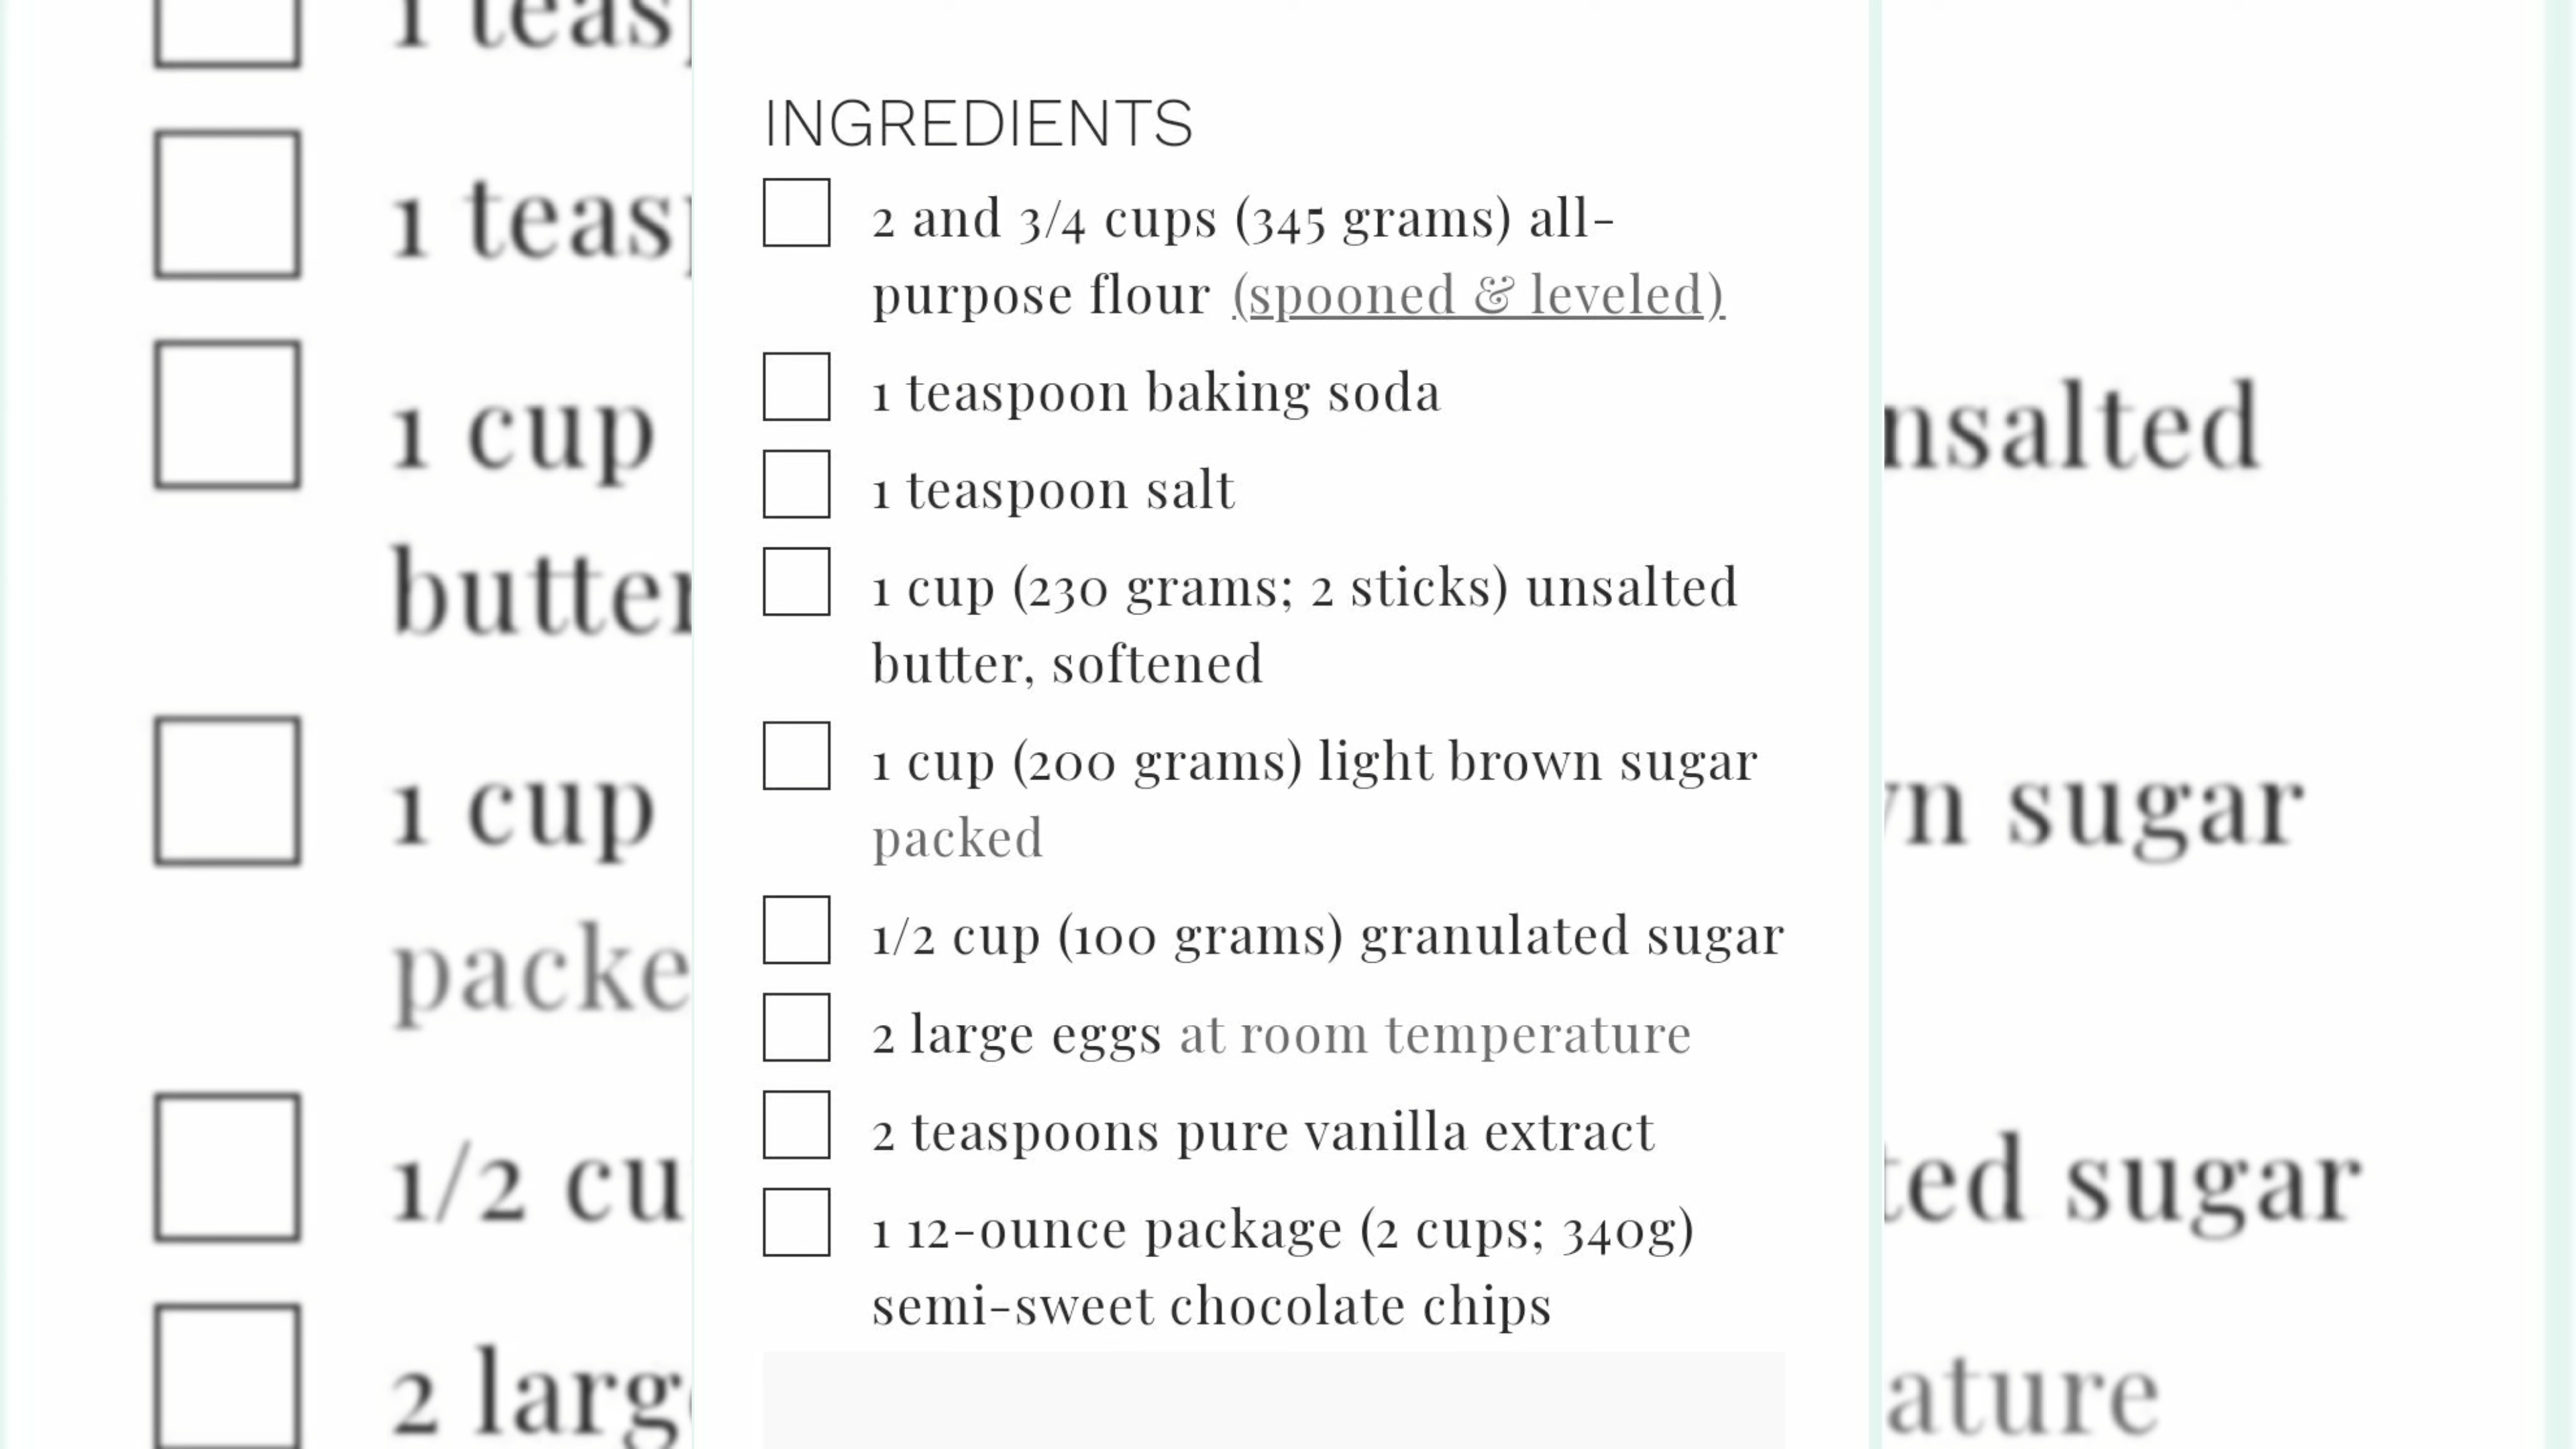 INGREDIENTS
2 and 3/4 cups (345 grams) all-
purpose flour (spooned & leveled)
1 teaspoon baking soda
1 teaspoon salt
1 cup (230 grams; 2 sticks) unsalted
butter, softened
1 cup (200 grams) light brown sugar
packed
1/2 cup (100 grams) granulated sugar
2 large eggs at room temperature
2 teaspoons pure vanilla extract
1 12-ounce package (2 cups; 340g)
semi-sweet chocolate chips